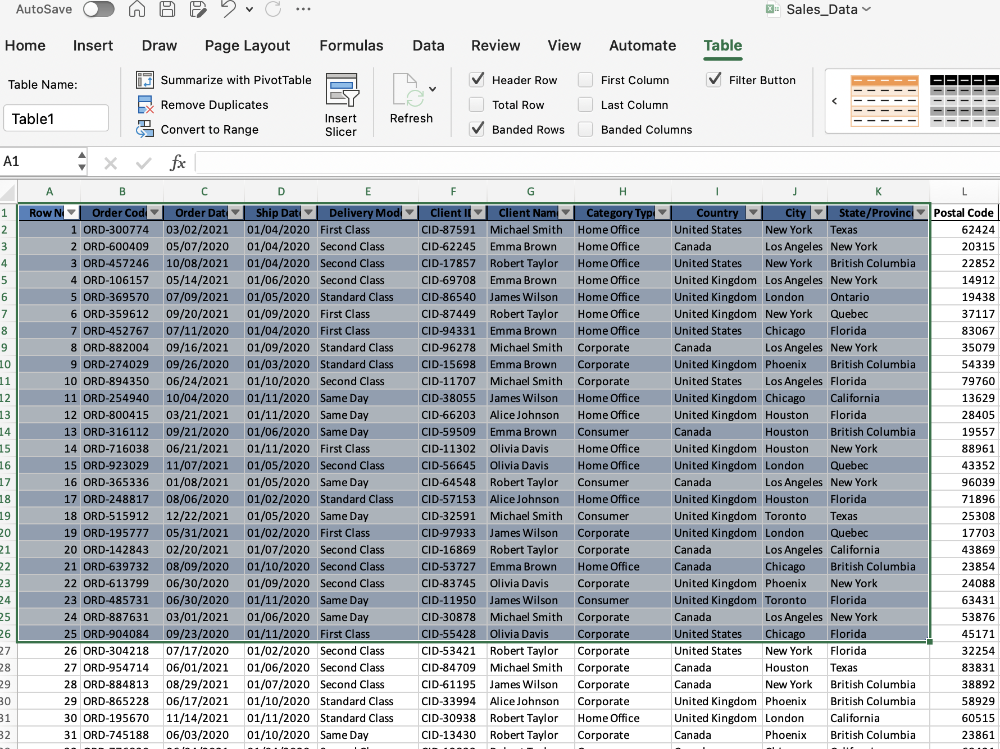 AutoSave Sales_Data
Home Insert Draw Page Layout Formulas Data Review View Automate Table
Table Name:
Table1
Summarize with PivotTable
Remove Duplicates
Convert to Range
Insert Slicer
Refresh
Header Row First Column Filter Button
Total Row Last Column
Banded Rows Banded Columns
A1 fx
A B C D E F G H I J K L
1 Row N Order Cod Order Dat Ship Dat Delivery Mod Client I Client Nam Category Typ Country City State/Provinc Postal Code
2 1 ORD-300774 03/02/2021 01/04/2020 First Class CID-87591 Michael Smith Home Office United States New York Texas 62424
3 2 ORD-600409 05/07/2020 01/04/2020 Second Class CID-62245 Emma Brown Home Office Canada Los Angeles New York 20315
4 3 ORD-457246 10/08/2021 01/04/2020 Second Class CID-17857 Robert Taylor Home Office United States New York British Columbia 22852
5 4 ORD-106157 05/14/2021 01/06/2020 Second Class CID-69708 Emma Brown Home Office United Kingdom Los Angeles New York 14912
6 5 ORD-369570 07/09/2021 01/05/2020 Standard Class CID-86540 James Wilson Home Office United Kingdom London Ontario 19438
7 6 ORD-359612 09/20/2021 01/09/2020 First Class CID-87449 Robert Taylor Home Office United Kingdom New York Quebec 37117
8 7 ORD-452767 07/11/2020 01/04/2020 First Class CID-94331 Emma Brown Home Office United States Chicago Florida 83067
9 8 ORD-882004 09/16/2021 01/09/2020 Standard Class CID-96278 Michael Smith Corporate Canada Los Angeles New York 35079
10 9 ORD-274029 09/26/2021 01/03/2020 Standard Class CID-15698 Emma Brown Corporate United Kingdom Phoenix British Columbia 54339
11 10 ORD-894350 06/24/2021 01/10/2020 Second Class CID-11707 Michael Smith Corporate United States Los Angeles Florida 79760
12 11 ORD-254940 10/04/2020 01/11/2020 Same Day CID-38055 James Wilson Home Office United Kingdom Chicago California 13629
13 12 ORD-800415 03/21/2021 01/11/2020 Same Day CID-66203 Alice Johnson Home Office United Kingdom Houston Florida 28405
14 13 ORD-316112 09/21/2020 01/06/2020 Same Day CID-59509 Emma Brown Consumer Canada Houston British Columbia 19557
15 14 ORD-716038 06/21/2021 01/11/2020 First Class CID-11302 Olivia Davis Home Office United Kingdom Houston New York 88961
16 15 ORD-923029 11/07/2021 01/05/2020 Second Class CID-56645 Olivia Davis Home Office United Kingdom London Quebec 43352
17 16 ORD-365336 01/08/2021 01/05/2020 Same Day CID-64548 Robert Taylor Consumer Canada Los Angeles New York 96039
18 17 ORD-248817 08/06/2020 01/02/2020 Standard Class CID-57153 Alice Johnson Home Office United Kingdom Houston Florida 71896
19 18 ORD-515912 12/22/2021 01/05/2020 Same Day CID-32591 Michael Smith Consumer United Kingdom Toronto Texas 25308
20 19 ORD-195777 05/31/2021 01/02/2020 First Class CID-97933 James Wilson Corporate United Kingdom London Quebec 17703
21 20 ORD-142843 02/20/2021 01/07/2020 Second Class CID-16869 Robert Taylor Corporate Canada Los Angeles California 43869
22 21 ORD-639732 08/09/2020 01/10/2020 Second Class CID-53727 Emma Brown Home Office Canada Chicago British Columbia 23854
23 22 ORD-613799 06/30/2020 01/09/2020 Second Class CID-83745 Olivia Davis Corporate United Kingdom Phoenix New York 24088
24 23 ORD-485731 06/30/2020 01/11/2020 Same Day CID-11950 James Wilson Consumer United Kingdom Toronto Florida 63431
25 24 ORD-887631 03/01/2021 01/06/2020 Same Day CID-30878 Michael Smith Corporate Canada Los Angeles New York 53876
26 25 ORD-904084 09/23/2020 01/11/2020 First Class CID-55428 Olivia Davis Corporate United States Chicago Florida 45171
27 26 ORD-304218 07/17/2020 01/02/2020 Second Class CID-53421 Robert Taylor Corporate United States New York Florida 32254
28 27 ORD-954714 06/01/2021 01/06/2020 Second Class CID-84709 Michael Smith Corporate Canada Houston Texas 83831
29 28 ORD-884813 08/29/2021 01/07/2020 Second Class CID-61195 James Wilson Corporate Canada New York British Columbia 38892
30 29 ORD-865228 06/17/2021 01/10/2020 Standard Class CID-33994 Alice Johnson Corporate United Kingdom Phoenix British Columbia 58929
31 30 ORD-195670 11/14/2021 01/11/2020 Standard Class CID-30938 Robert Taylor Home Office United Kingdom London California 60515
32 31 ORD-745188 06/03/2020 01/10/2020 Same Day CID-13430 Robert Taylor Corporate Canada Phoenix British Columbia 23861